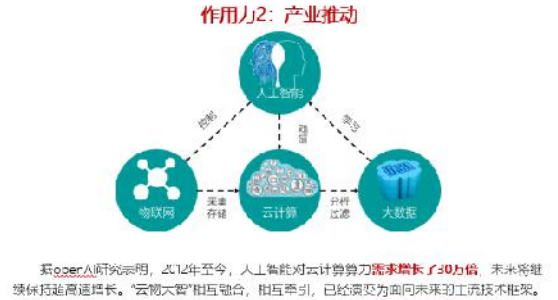 作用力2：产业推动
人工智能
控制
学习
物联网
采集
存储
云计算
分析
过滤
大数据
据openAI研究表明，2012年至今，人工智能对云计算算力需求增长了30万倍，未来将
续保持超高速增长。“云物大智”相互融合，相互牵引，已经演变为面向未来的主流技术框架。